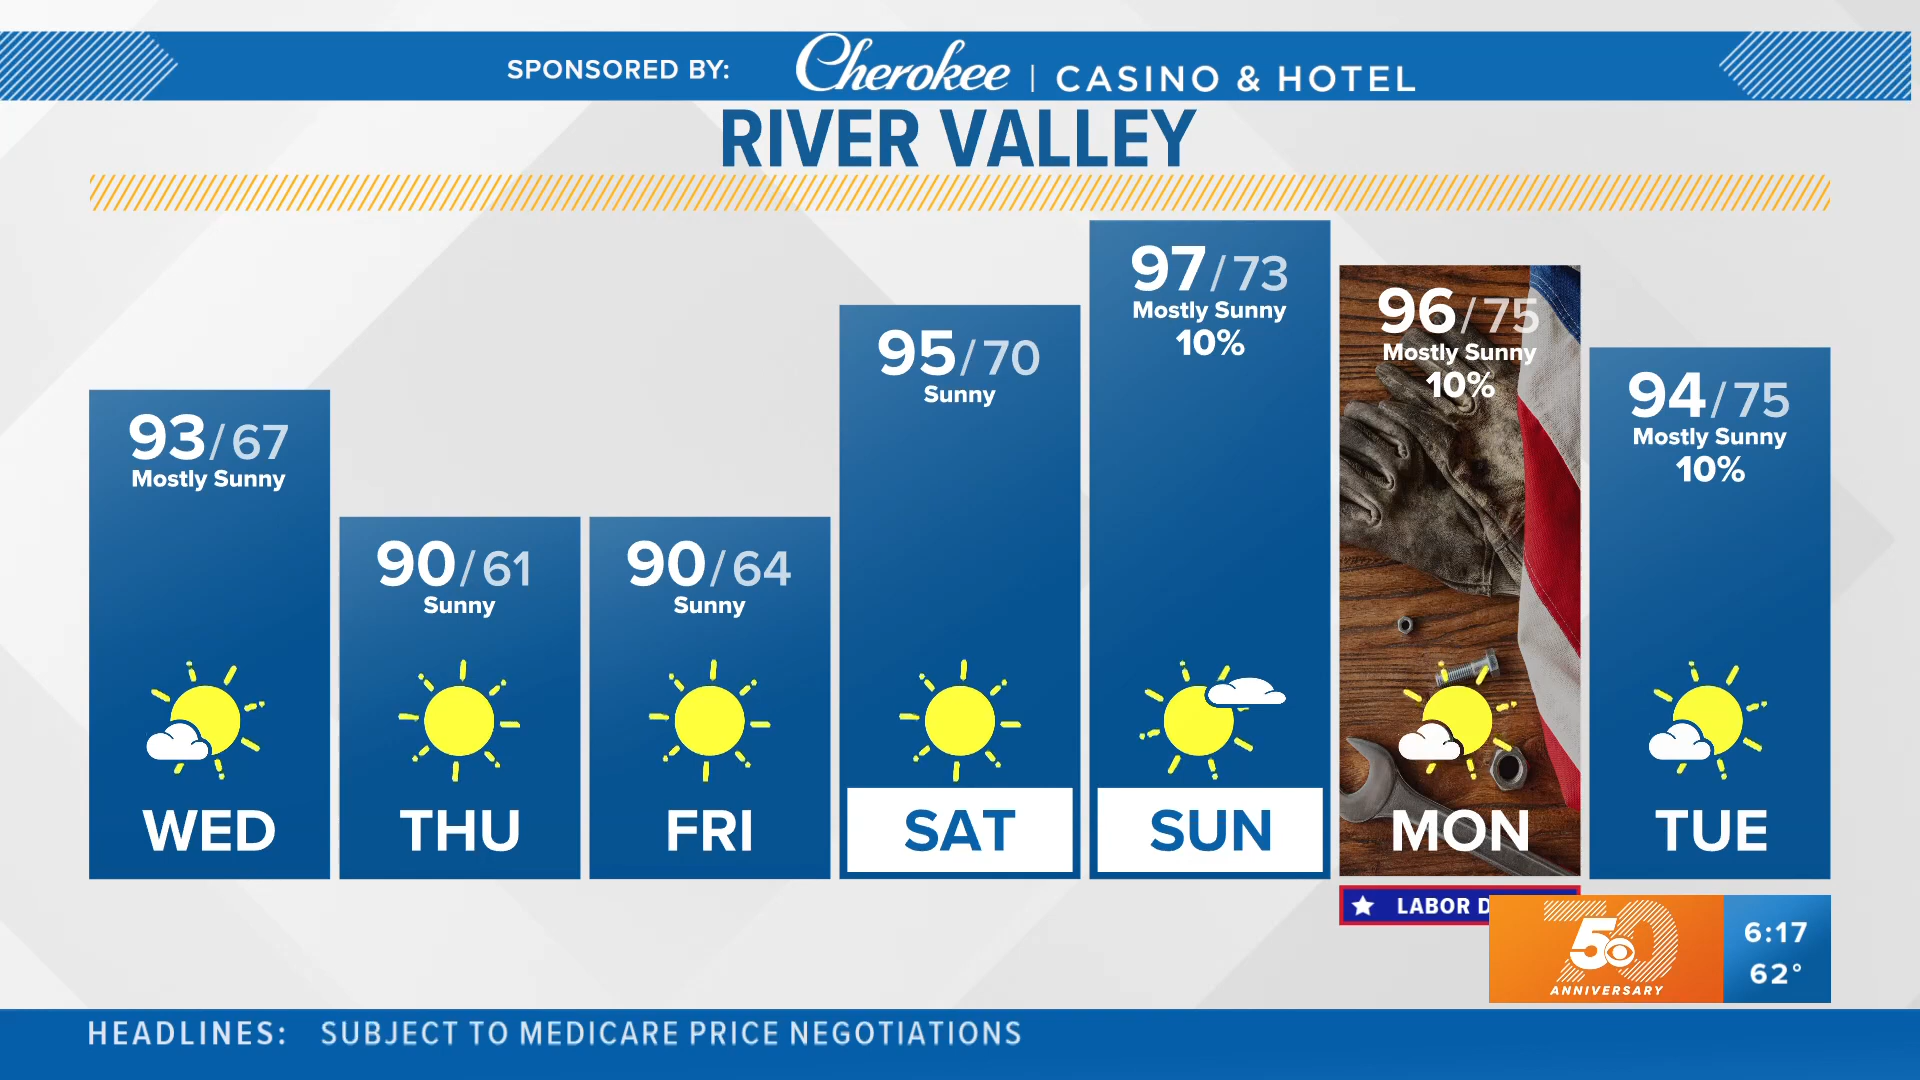 SPONSORED BY: Cherokee | CASINO & HOTEL
RIVER VALLEY
93/67
Mostly Sunny
WED
90/61
Sunny
THU
90/64
Sunny
FRI
95/70
Sunny
SAT
97/73
Mostly Sunny
10%
SUN
96/75
Mostly Sunny
10%
MON
LABOR D
94/75
Mostly Sunny
10%
TUE
70
5
ANNIVERSARY
6:17
62°
HEADLINES: SUBJECT TO MEDICARE PRICE NEGOTIATIONS